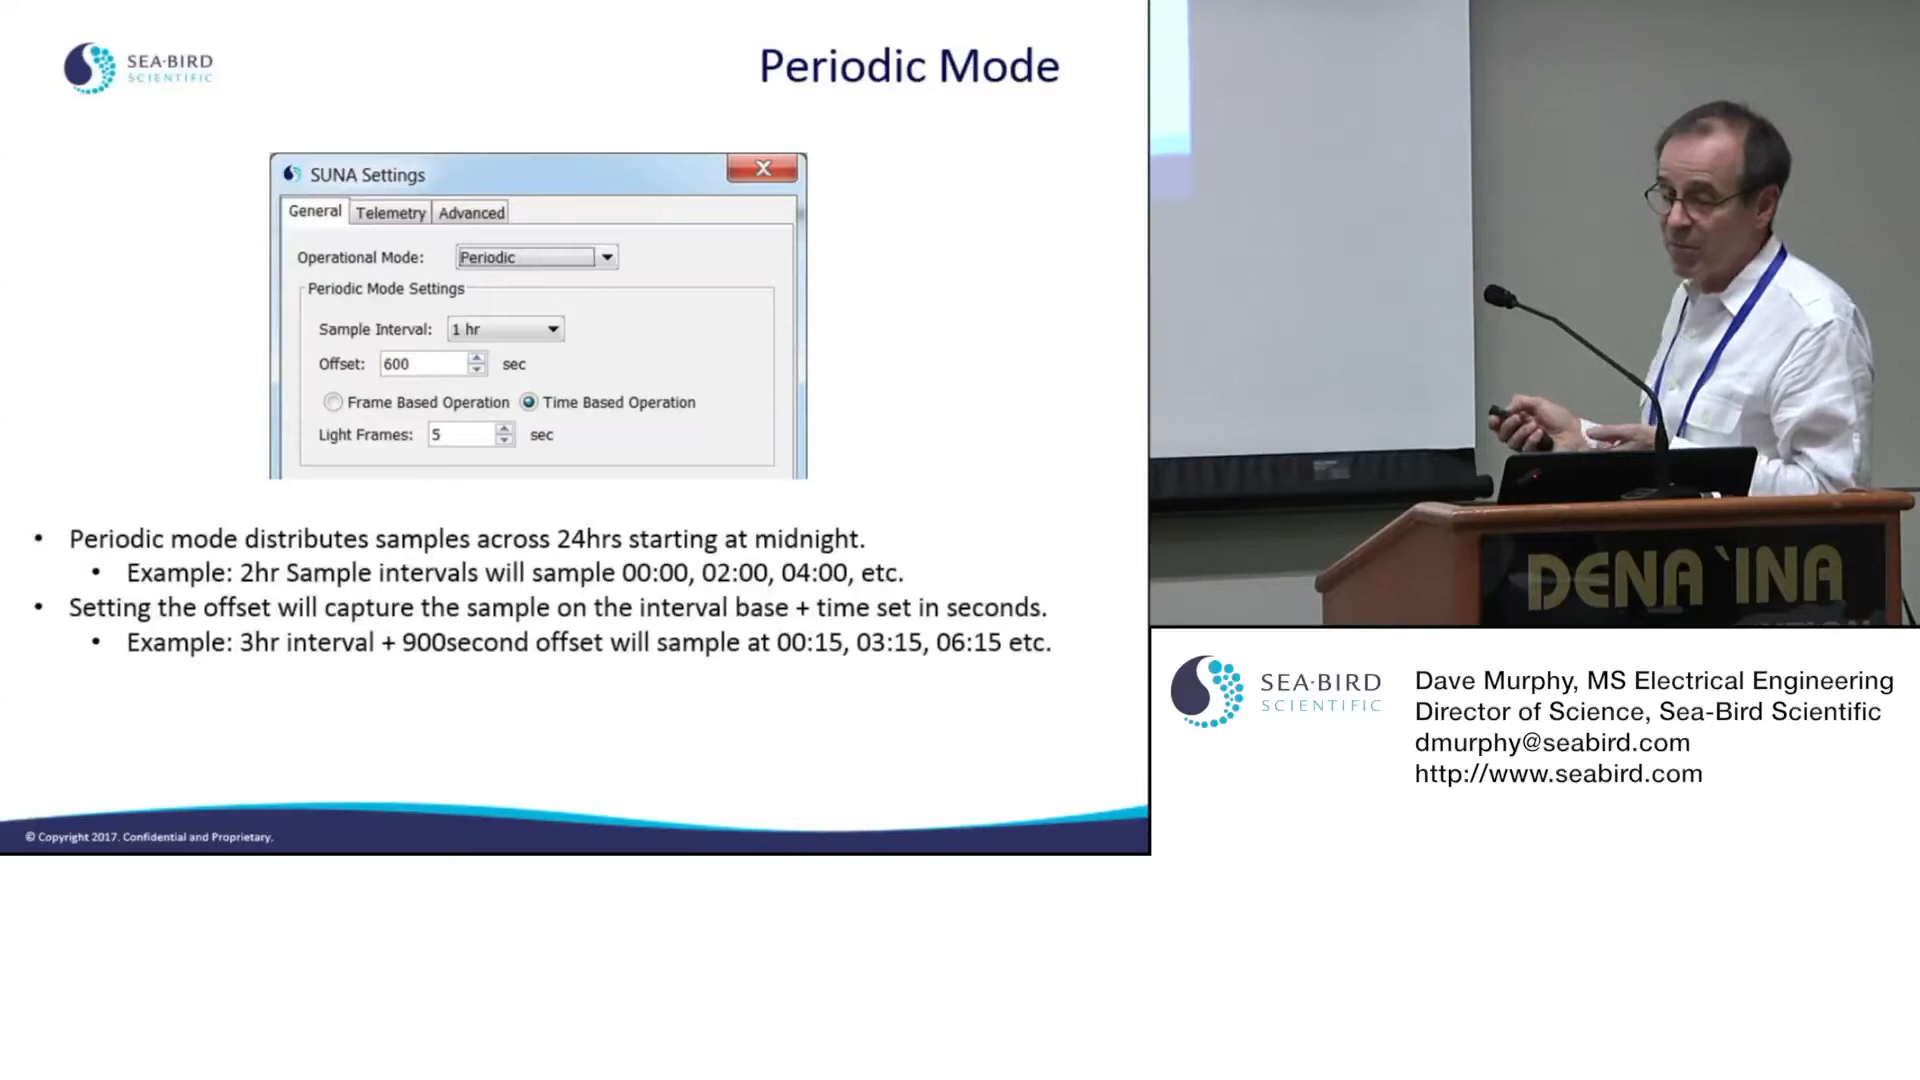 SEA·BIRD
SCIENTIFIC
Periodic Mode
SUNA Settings
General Telemetry Advanced
Operational Mode: Periodic
Periodic Mode Settings
Sample Interval: 1 hr
Offset: 600 sec
Frame Based Operation Time Based Operation
Light Frames: 5 sec
• Periodic mode distributes samples across 24hrs starting at midnight.
• Example: 2hr Sample intervals will sample 00:00, 02:00, 04:00, etc.
• Setting the offset will capture the sample on the interval base + time set in seconds.
• Example: 3hr interval + 900second offset will sample at 00:15, 03:15, 06:15 etc.
© Copyright 2017. Confidential and Proprietary.
DENA`INA
SEA·BIRD
SCIENTIFIC
Dave Murphy, MS Electrical Engineering
Director of Science, Sea-Bird Scientific
dmurphy@seabird.com
http://www.seabird.com